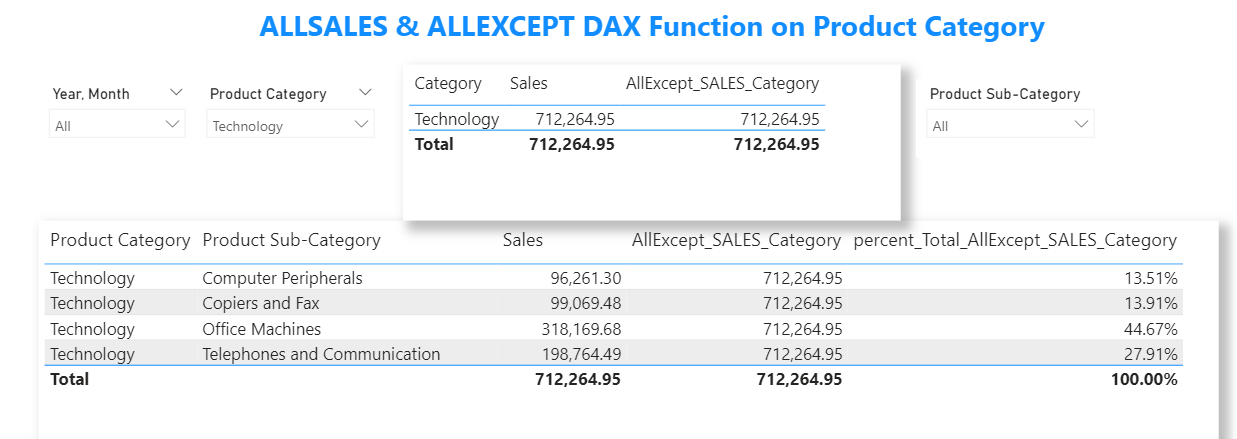 ALLSALES & ALLEXCEPT DAX Function on Product Category
Year, Month
All
Product Category
Technology
Category Sales AllExcept_SALES_Category
Technology 712,264.95 712,264.95
Total 712,264.95 712,264.95
Product Sub-Category
All
Product Category Product Sub-Category Sales AllExcept_SALES_Category percent_Total_AllExcept_SALES_Category
Technology Computer Peripherals 96,261.30 712,264.95 13.51%
Technology Copiers and Fax 99,069.48 712,264.95 13.91%
Technology Office Machines 318,169.68 712,264.95 44.67%
Technology Telephones and Communication 198,764.49 712,264.95 27.91%
Total 712,264.95 712,264.95 100.00%